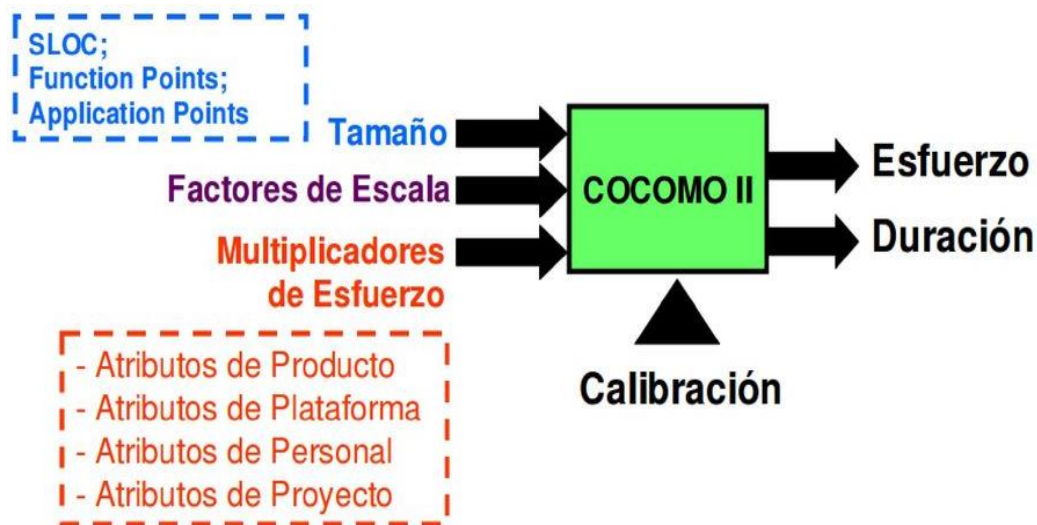 SLOC;
Function Points;
Application Points
Tamaño
Factores de Escala
Multiplicadores
de Esfuerzo
- Atributos de Producto
- Atributos de Plataforma
- Atributos de Personal
- Atributos de Proyecto
COCOMO II
Calibración
Esfuerzo
Duración